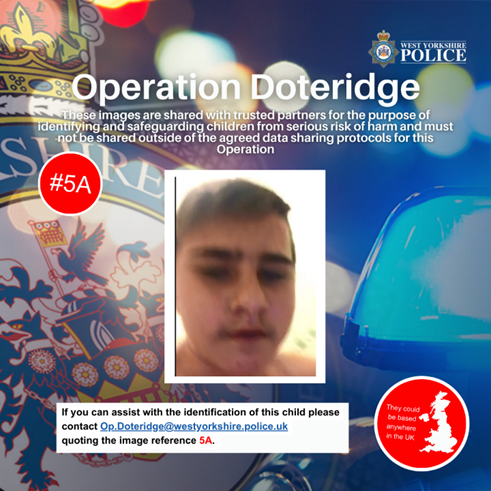 WEST YORKSHIRE
POLICE
Operation Doteridge
These images are shared with trusted partners for the purpose of
identifying and safeguarding children from serious risk of harm and must
not be shared outside of the agreed data sharing protocols for this
Operation
SHIRE
#5A
If you can assist with the identification of this child please
contact Op.Doteridge@westyorkshire.police.uk
quoting the image reference 5A.
They could
be based
anywhere
in the UK